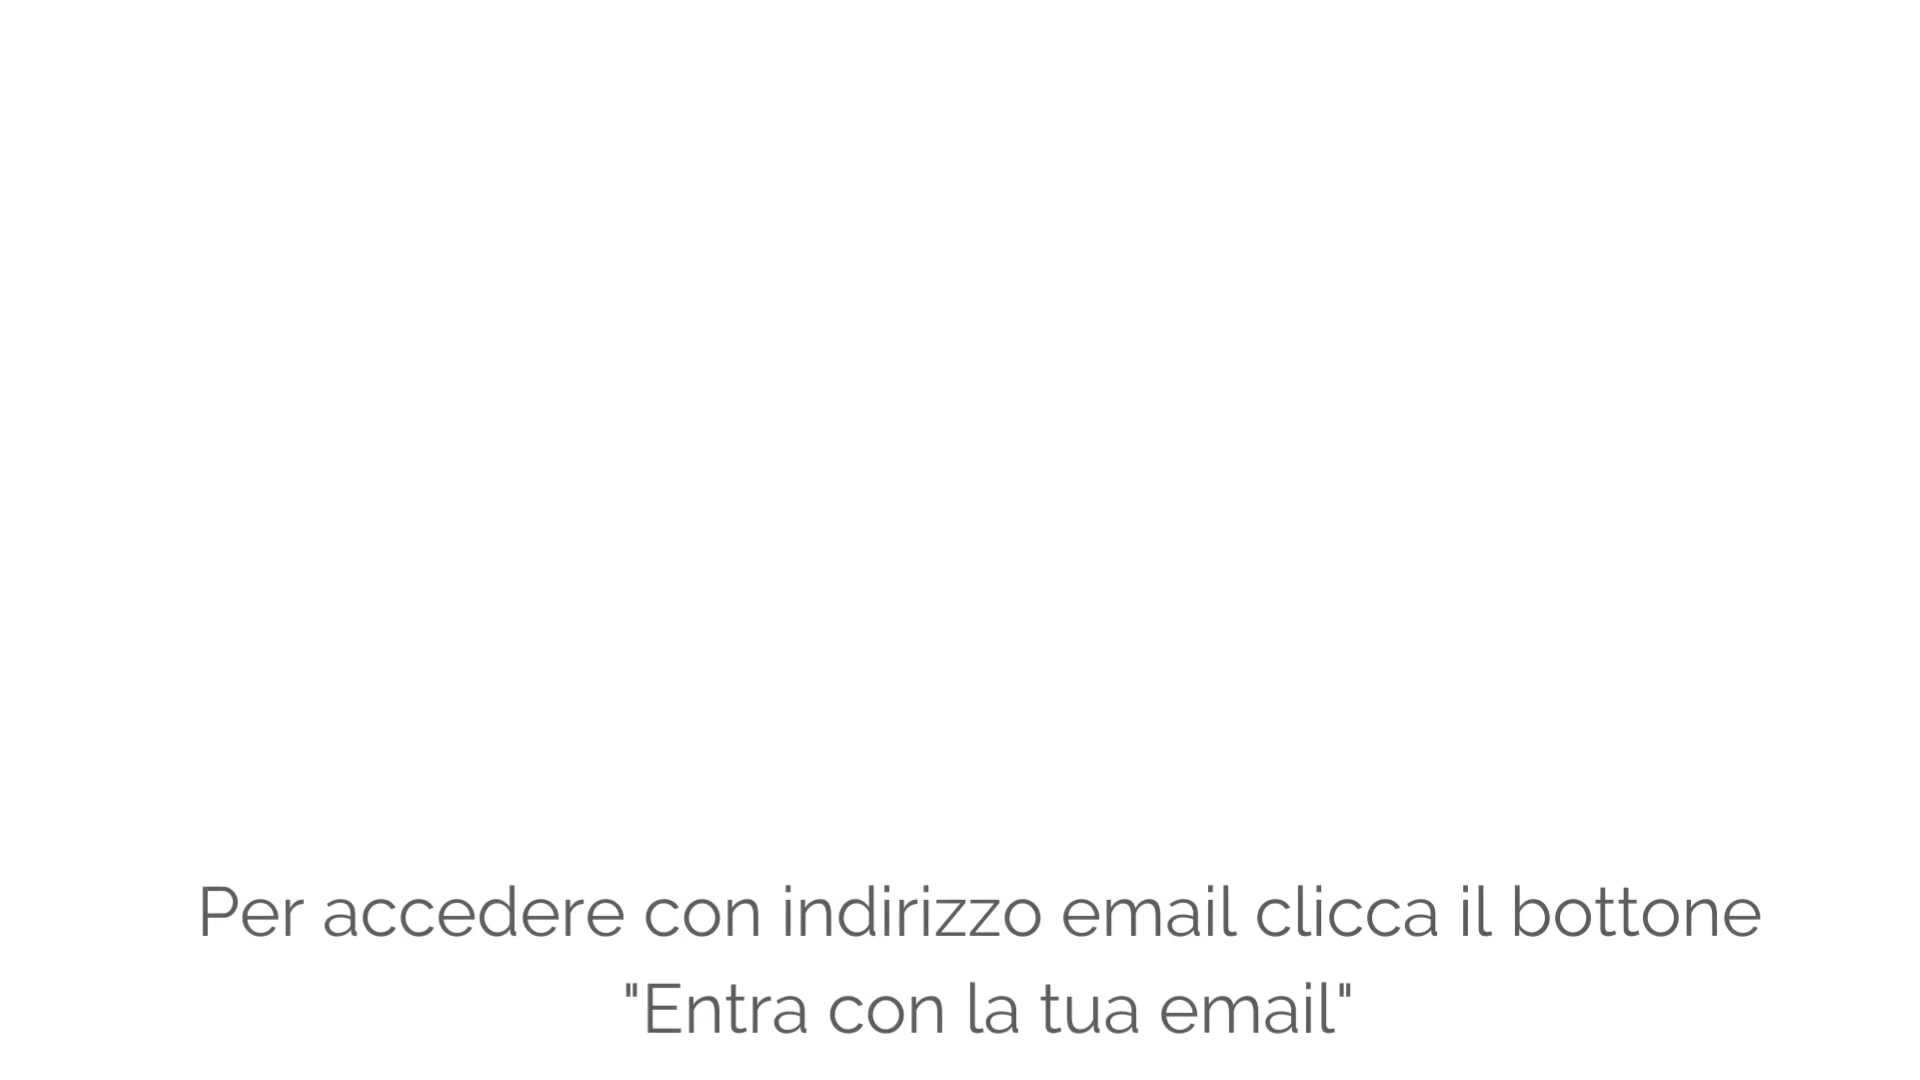 Per accedere con indirizzo email clicca il bottone
"Entra con la tua email"